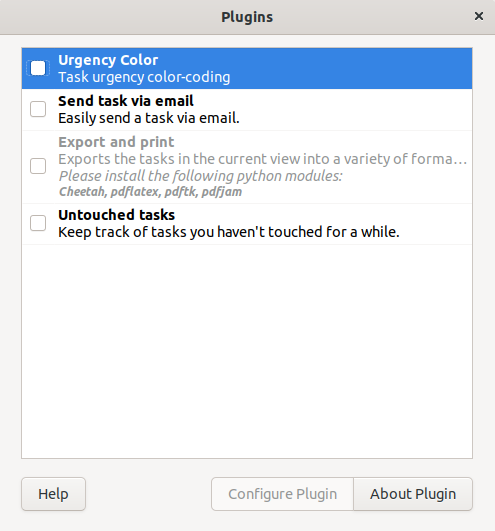 Plugins
Urgency Color
Task urgency color-coding
Send task via email
Easily send a task via email.
Export and print
Exports the tasks in the current view into a variety of forma…
Please install the following python modules:
Cheetah, pdflatex, pdftk, pdfjam
Untouched tasks
Keep track of tasks you haven't touched for a while.
Help
Configure Plugin
About Plugin